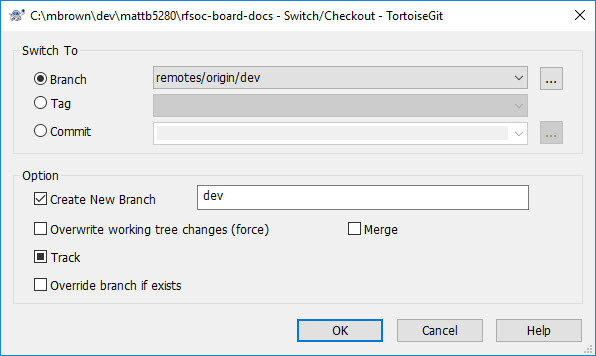 C:\mbrown\dev\mattb5280\rfsoc-board-docs - Switch/Checkout - TortoiseGit
Switch To
Branch
remotes/origin/dev
...
Tag
Commit
...
Option
Create New Branch
dev
Overwrite working tree changes (force)
Merge
Track
Override branch if exists
OK
Cancel
Help